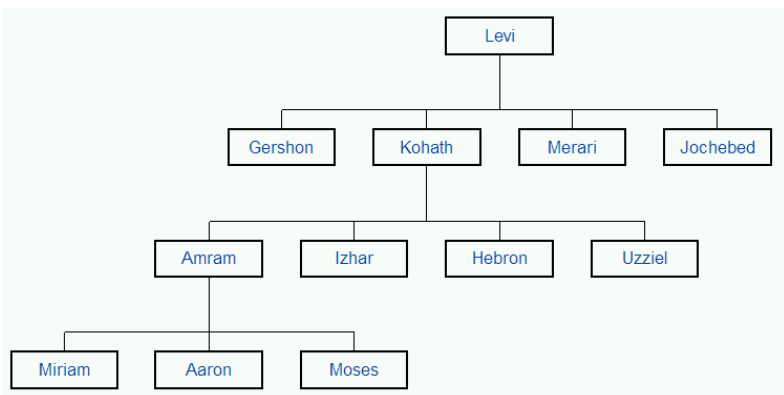 Levi
Gershon Kohath Merari Jochebed
Amram Izhar Hebron Uzziel
Miriam Aaron Moses